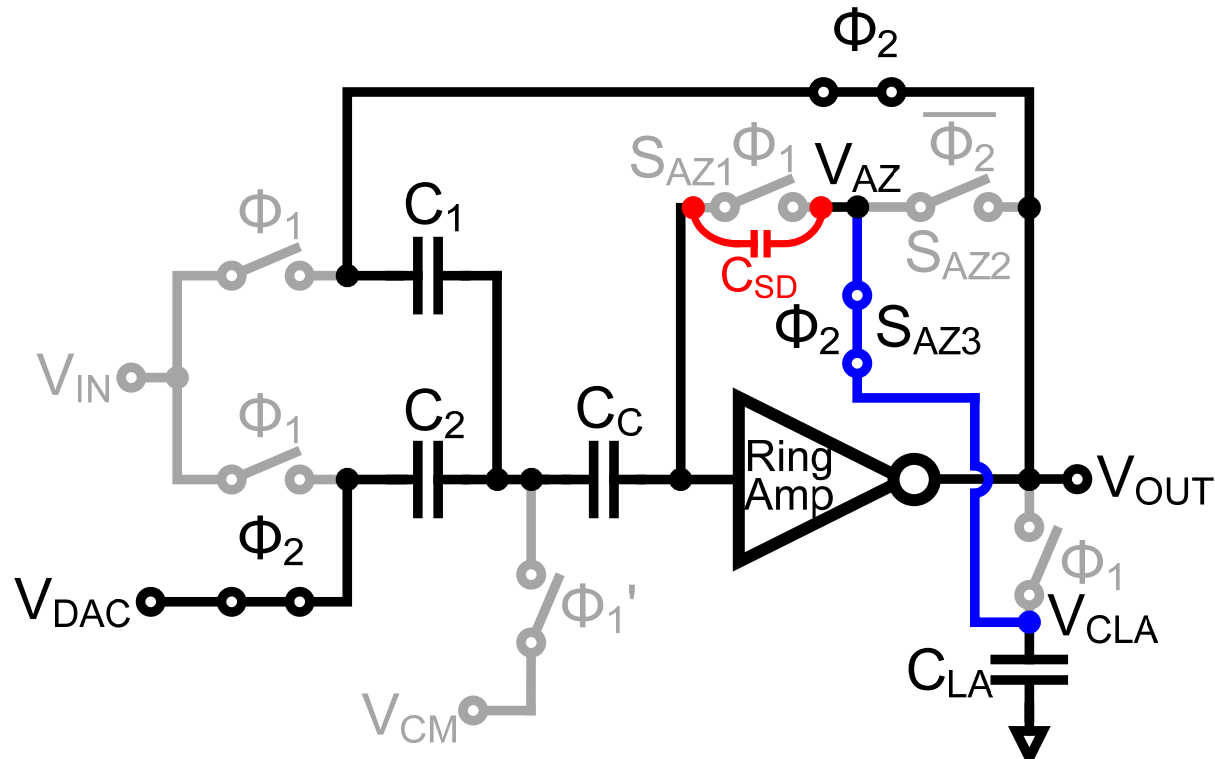 Φ2
SAZ1 Φ1 VAZ Φ2
Φ1 C1 SAZ2
CSD
Φ2 SAZ3
VIN
Φ1 C2 CC
Ring
Amp
VOUT
Φ2
Φ1
VDAC Φ1' VCLA
CLA
VCM